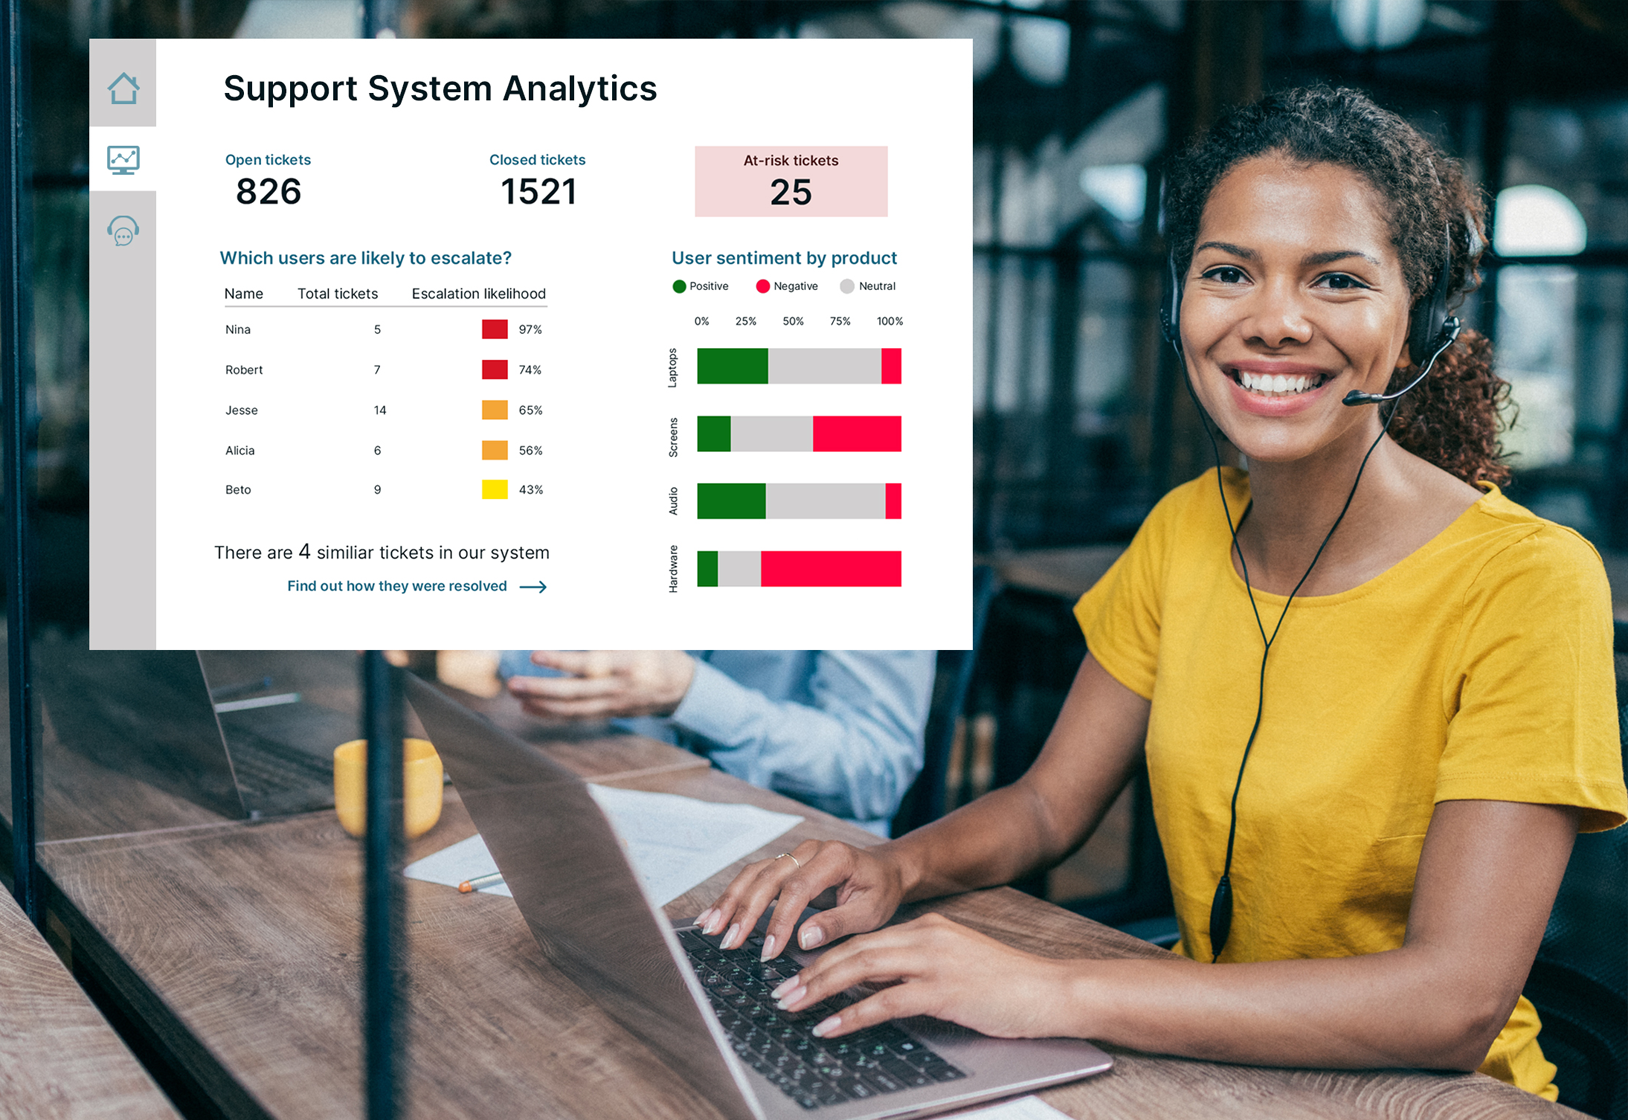 Support System Analytics
Open tickets
826
Closed tickets
1521
At-risk tickets
25
Which users are likely to escalate?
Name Total tickets Escalation likelihood
Nina 5 97%
Robert 7 74%
Jesse 14 65%
Alicia 6 56%
Beto 9 43%
There are 4 similiar tickets in our system
Find out how they were resolved
User sentiment by product
Positive Negative Neutral
0% 25% 50% 75% 100%
Laptops
Screens
Audio
Hardware